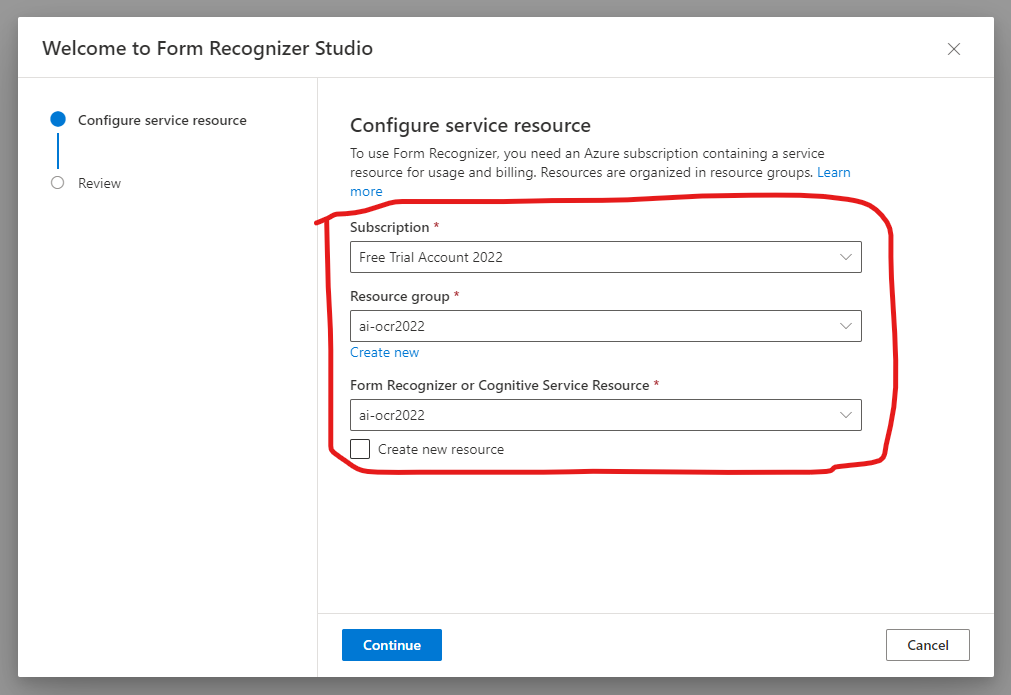 Welcome to Form Recognizer Studio
Configure service resource
Review
Configure service resource
To use Form Recognizer, you need an Azure subscription containing a service
resource for usage and billing. Resources are organized in resource groups. Learn
more
Subscription *
Free Trial Account 2022
Resource group *
ai-ocr2022
Create new
Form Recognizer or Cognitive Service Resource *
ai-ocr2022
Create new resource
Continue
Cancel